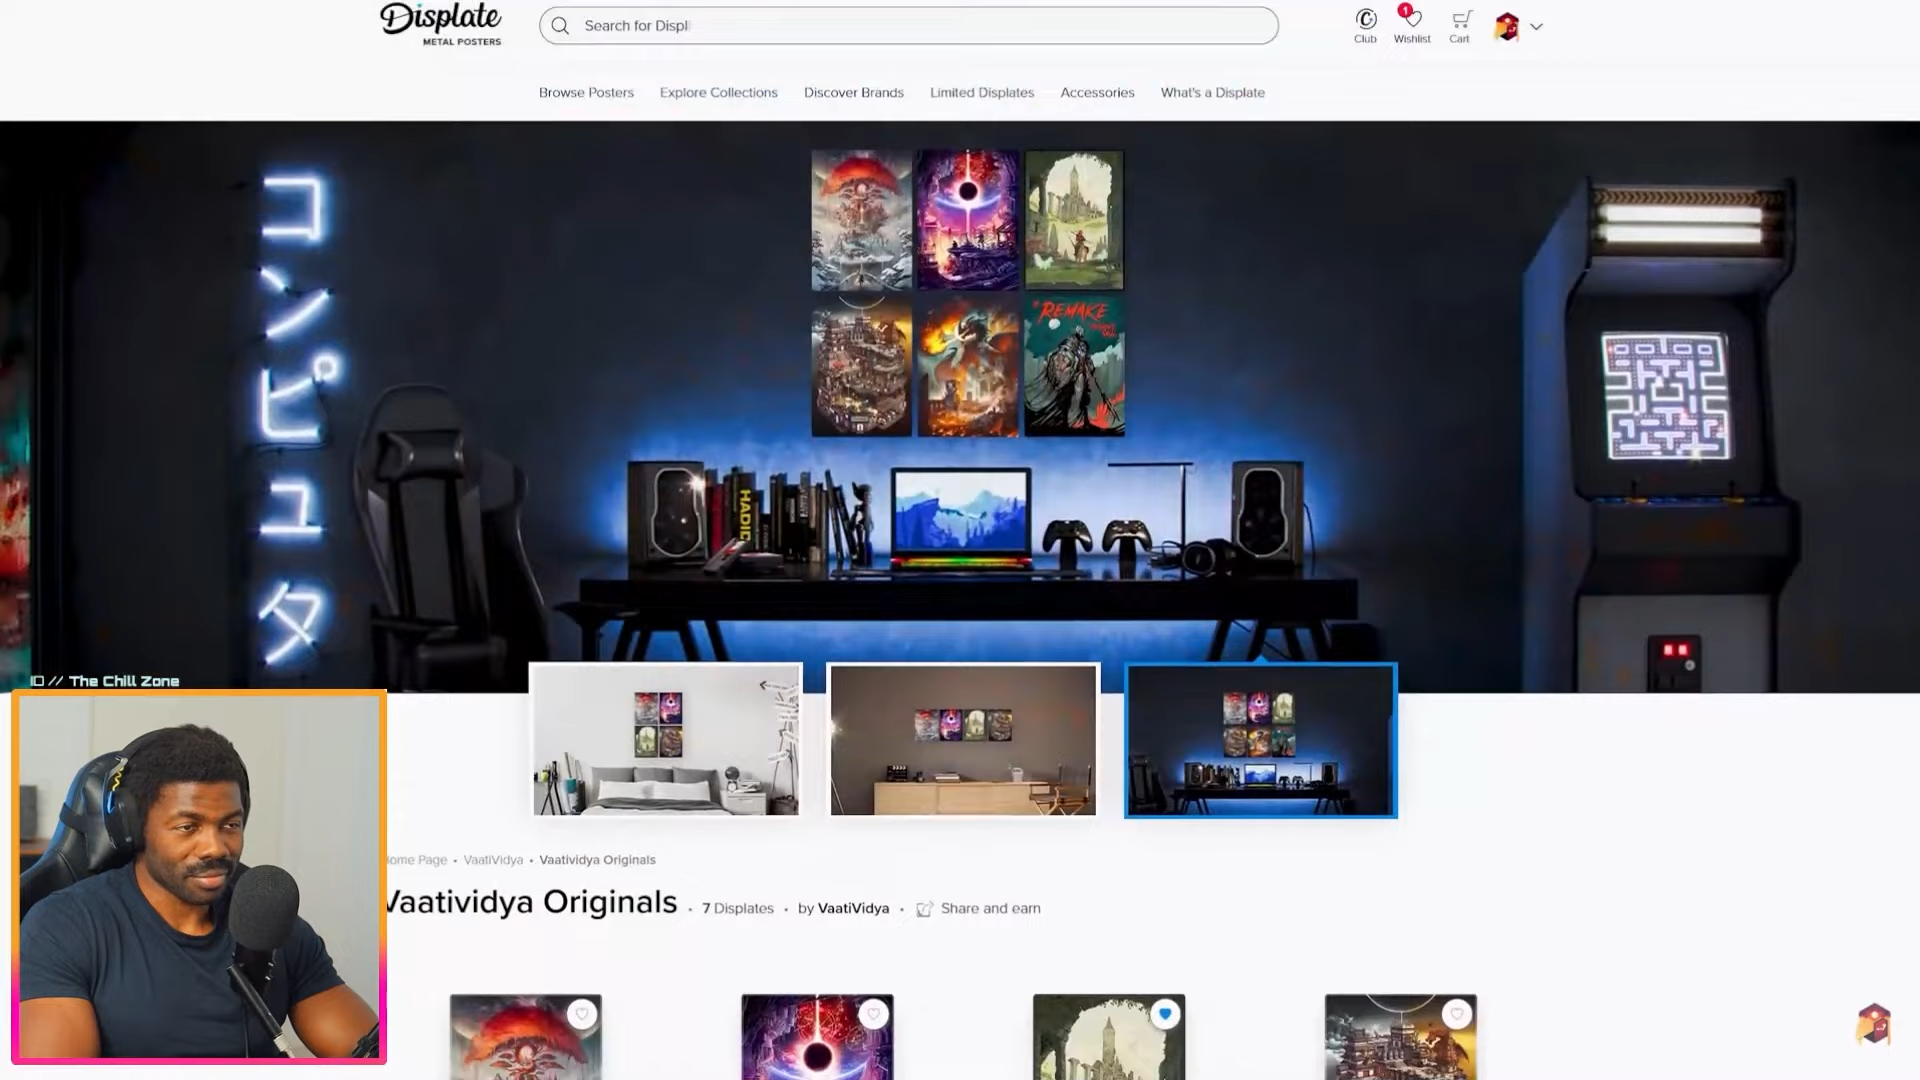 Displate
METAL POSTERS
Search for Displ
Club
1
Wishlist
Cart
Browse Posters
Explore Collections
Discover Brands
Limited Displates
Accessories
What's a Displate
コンピュタ
REMAKE
HADID
ID // The Chill Zone
ome Page • VaatiVidya • Vaatividya Originals
Vaatividya Originals • 7 Displates • by VaatiVidya • Share and earn